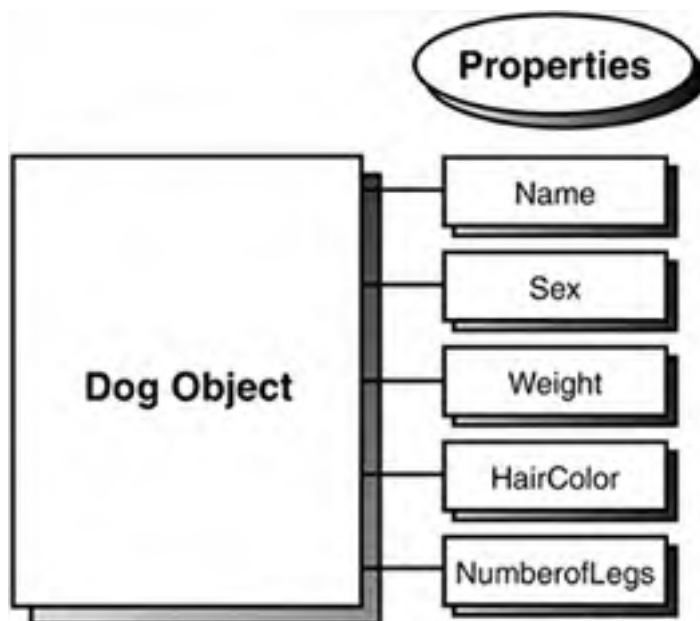 Properties
Name
Sex
Dog Object
Weight
HairColor
NumberofLegs